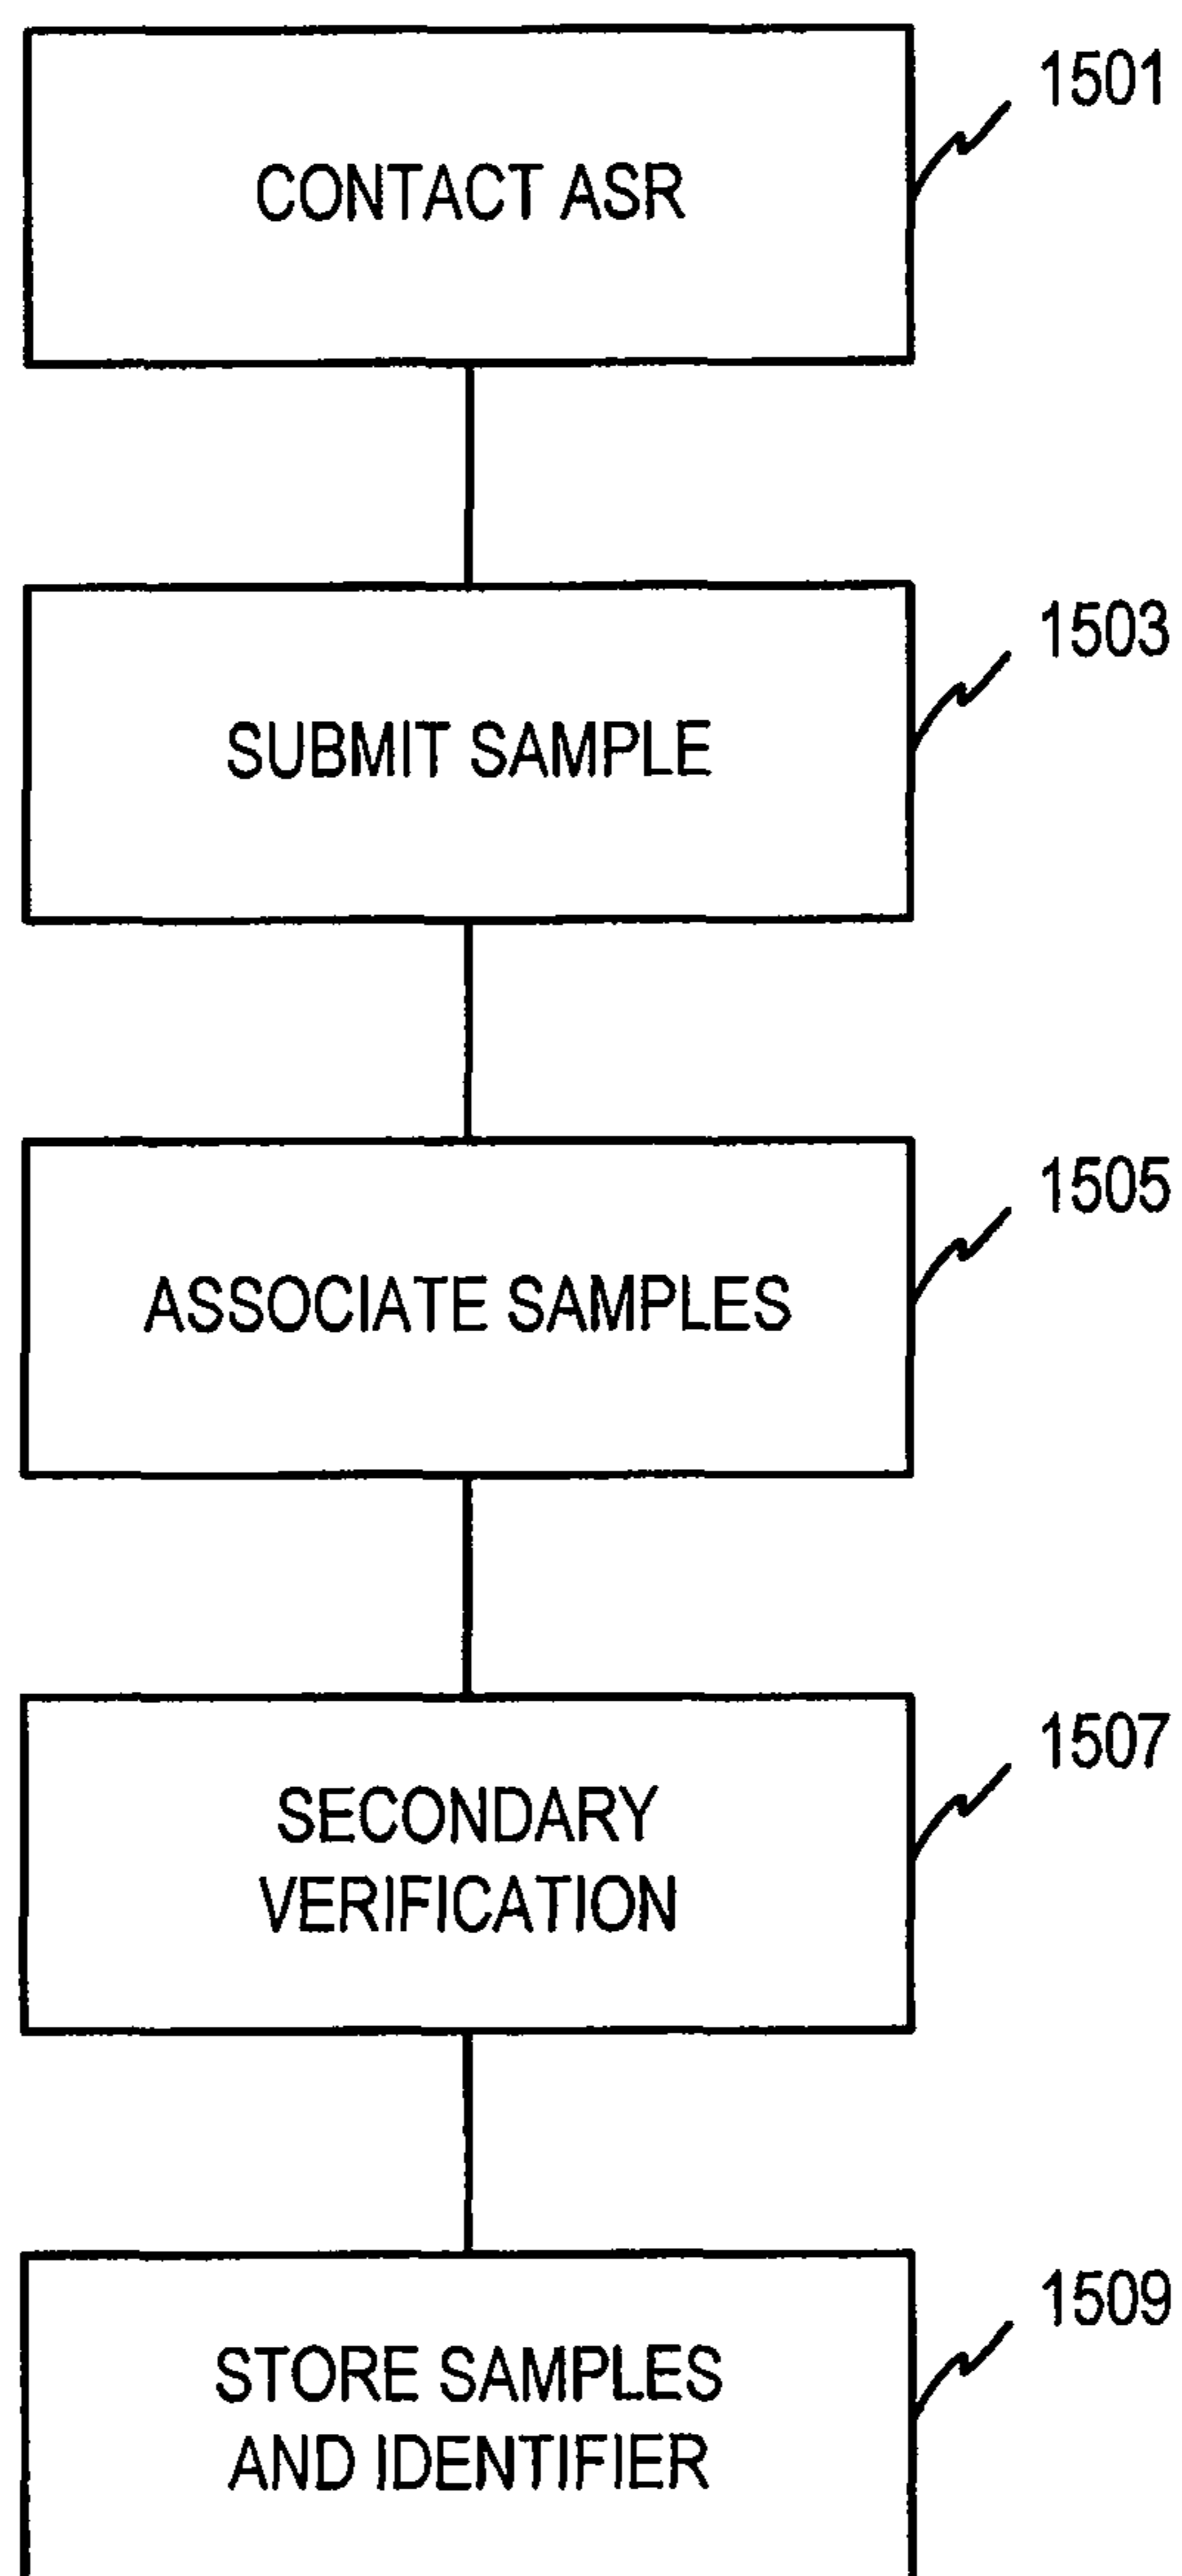 1501
CONTACT ASR
1503
SUBMIT SAMPLE
1505
ASSOCIATE SAMPLES
1507
SECONDARY
VERIFICATION
1509
STORE SAMPLES
AND IDENTIFIER